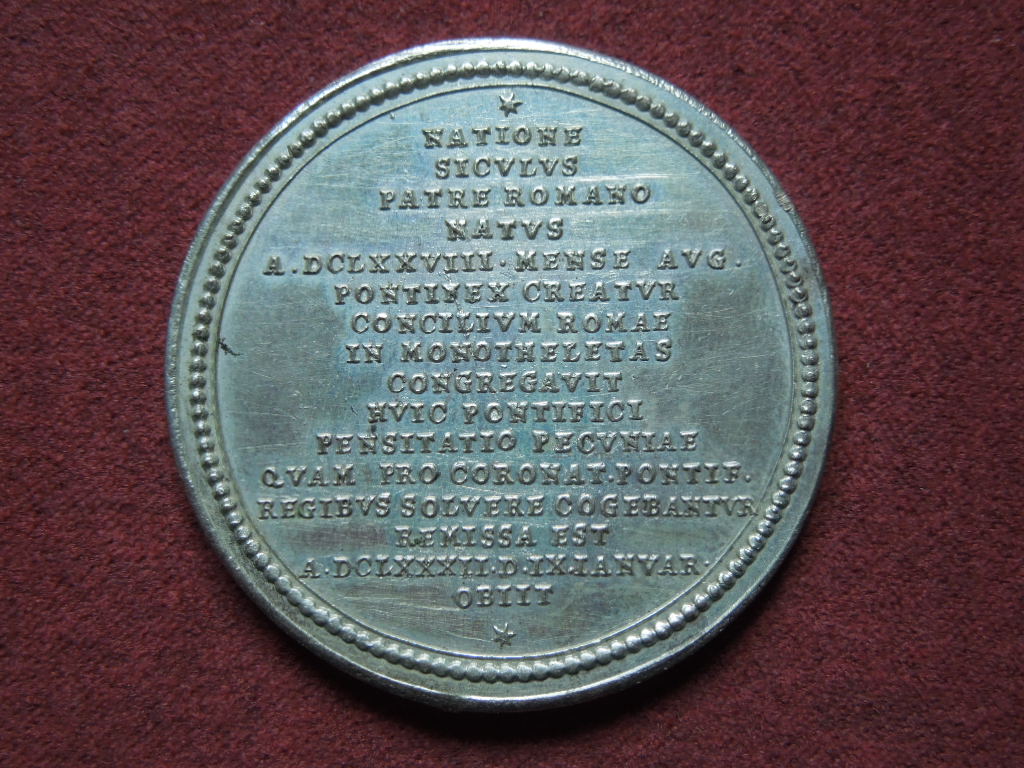 NATIONE
SICVLVS
PATRE ROMANO
NATVS
A. DCLXXVIII. MENSE AVG.
PONTIFEX CREATVR
CONCILIVM ROMAE
IN MONOTHELETAS
CONGREGAVIT
HVIC PONTIFICI
PENSITATIO PECVNIAE
QVAM PRO CORONAT. PONTIF.
REGIBVS SOLVERE COGEBANTVR
REMISSA EST
A. DCLXXXII. D. IX. IANVAR.
OBIIT